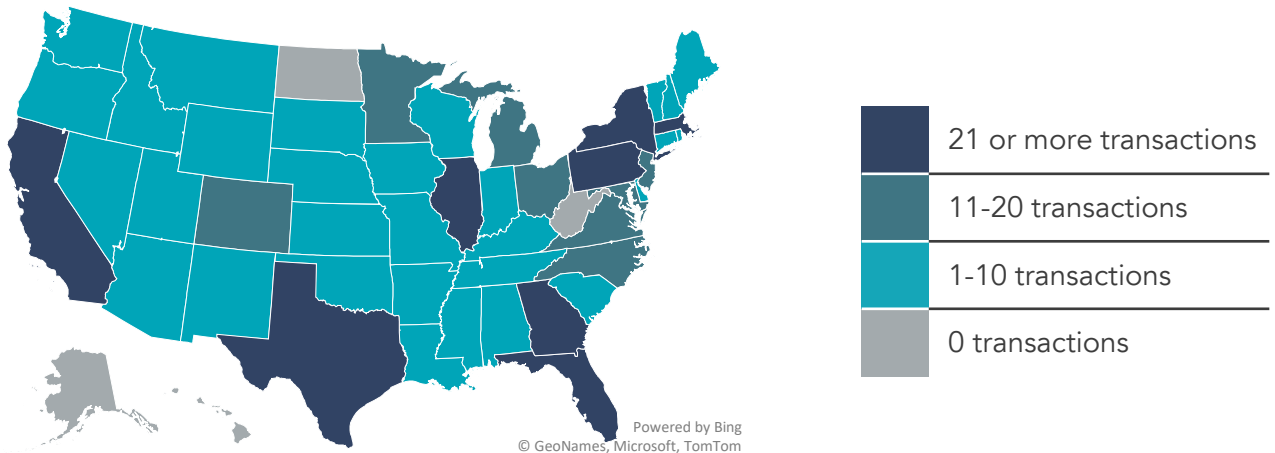 21 or more transactions
11-20 transactions
1-10 transactions
0 transactions
Powered by Bing
© GeoNames, Microsoft, TomTom